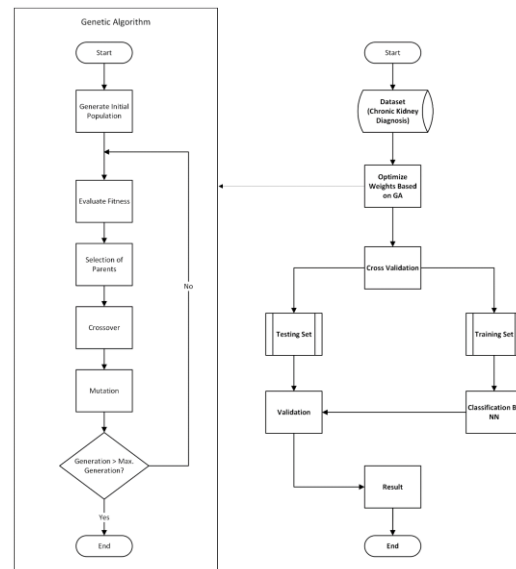 Genetic Algorithm
Start
Generate Initial
Population
Evaluate Fitness
Selection of
Parents
No
Crossover
Mutation
Generation > Max.
Generation?
Yes
End
Start
Dataset
(Chronic Kidney
Diagnosis)
Optimize
Weights Based
on GA
Cross Validation
Testing Set
Training Set
Validation
Classification B
NN
Result
End